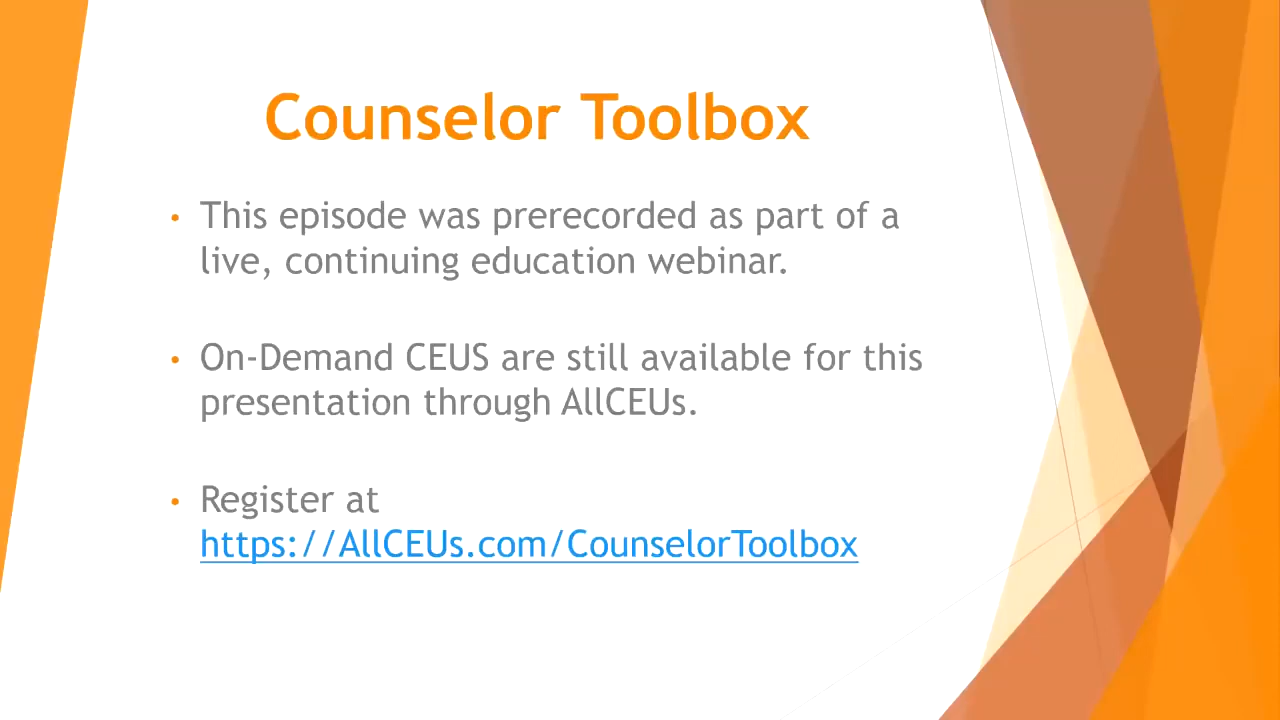 Counselor Toolbox
• This episode was prerecorded as part of a
live, continuing education webinar.
• On-Demand CEUS are still available for this
presentation through AllCEUs.
• Register at
https://AllCEUs.com/CounselorToolbox